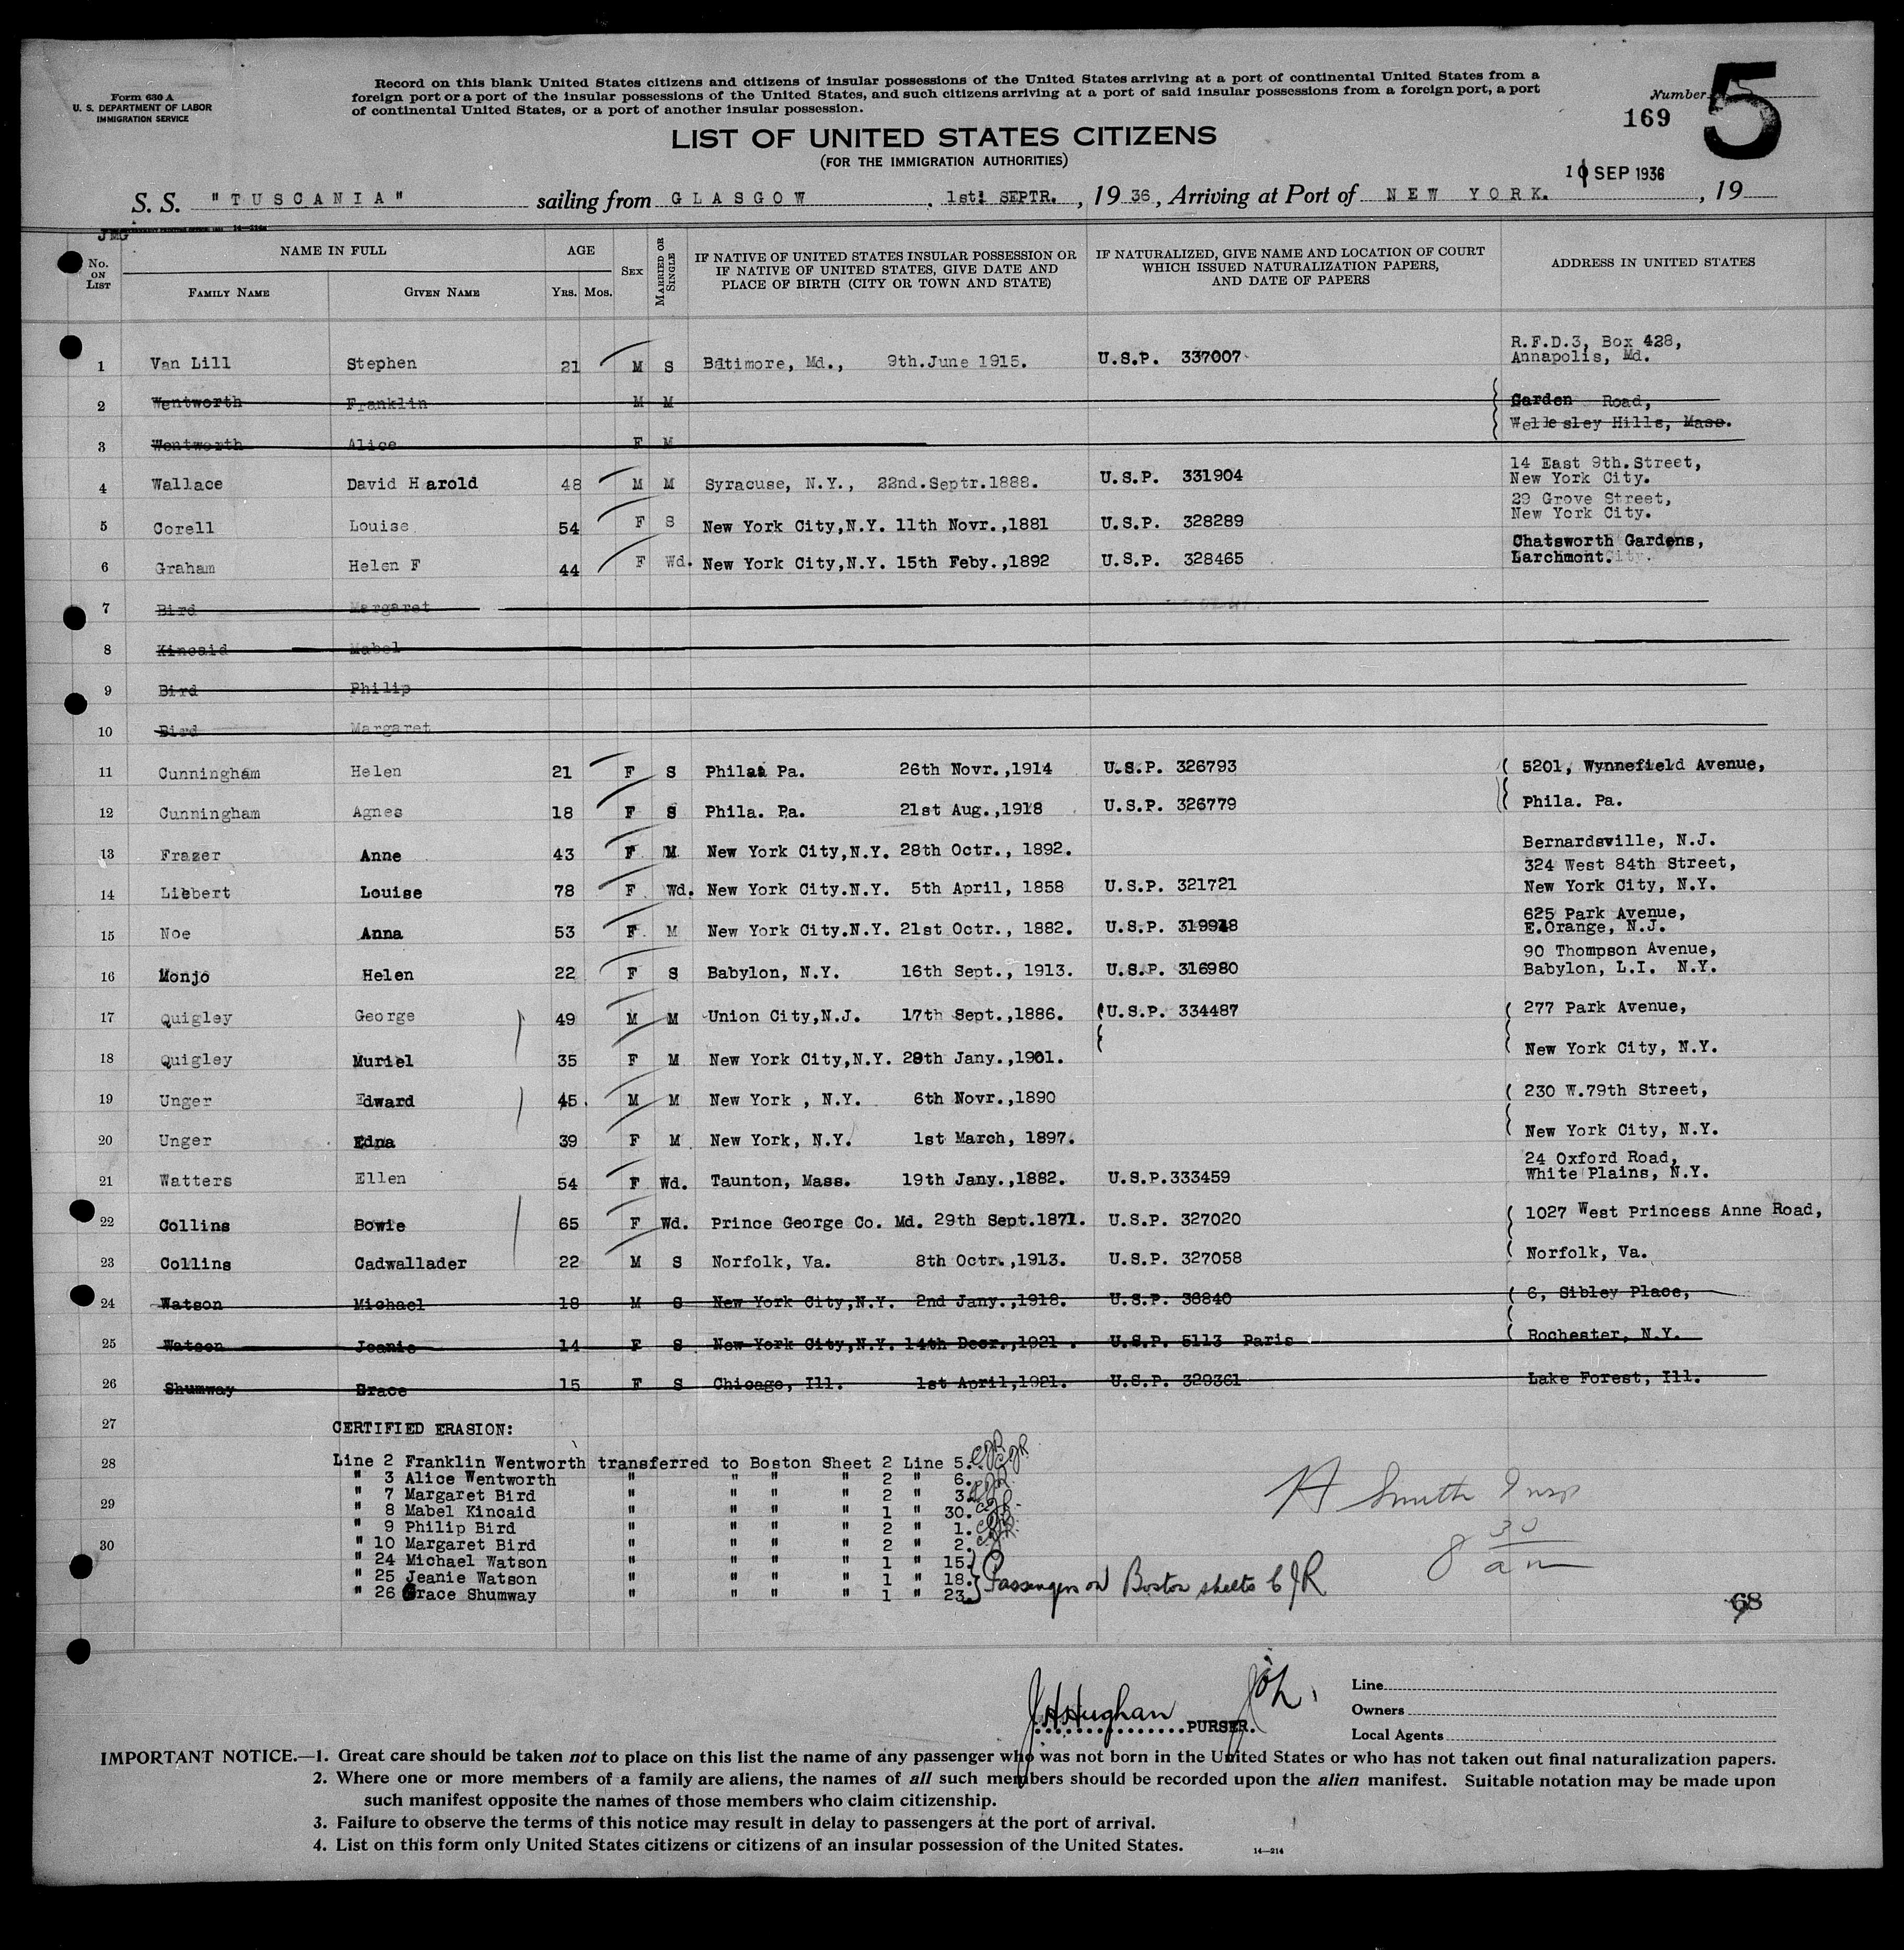 Form 630 A
U. S. DEPARTMENT OF LABOR
IMMIGRATION SERVICE
Record on this blank United States citizens and citizens of insular possessions of the United States arriving at a port of continental United States from a
foreign port or a port of the insular possessions of the United States, and such citizens arriving at a port of said insular possessions from a foreign port, a port
of continental United States, or a port of another insular possession.
Number 5
169
LIST OF UNITED STATES CITIZENS
(FOR THE IMMIGRATION AUTHORITIES)
10 SEP 1936
S. S. "TUSCANIA" sailing from GLASGOW, 1st: SEPTR., 19 36, Arriving at Port of NEW YORK., 19
JMG
No. ON LIST NAME IN FULL AGE SEX MARRIED OR SINGLE IF NATIVE OF UNITED STATES INSULAR POSSESSION OR IF NATIVE OF UNITED STATES, GIVE DATE AND PLACE OF BIRTH (CITY OR TOWN AND STATE) IF NATURALIZED, GIVE NAME AND LOCATION OF COURT WHICH ISSUED NATURALIZATION PAPERS, AND DATE OF PAPERS ADDRESS IN UNITED STATES
FAMILY NAME GIVEN NAME YRS. MOS.
1 Van Lill Stephen 21 M S Baltimore, Md., 9th.June 1915. U.S.P. 337007 R.F.D.3, Box 428, Annapolis, Md.
2 Wentworth Franklin M M Garden Road,
3 Wentworth Alice F M Wellesley Hills, Mass.
4 Wallace David Harold 48 M M Syracuse, N.Y., 22nd.Septr.1888. U.S.P. 331904 14 East 9th.Street, New York City.
5 Corell Louise 54 F S New York City,N.Y. 11th Novr.,1881 U.S.P. 328289 29 Grove Street, New York City.
6 Graham Helen F 44 F Wd. New York City,N.Y. 15th Feby.,1892 U.S.P. 328465 Chatsworth Gardens, Larchmont.
7 Bird Margaret
8 Kincaid Mabel
9 Bird Philip
10 Bird Margaret
11 Cunningham Helen 21 F S Phila. Pa. 26th Novr.,1914 U.S.P. 326793 5201, Wynnefield Avenue,
12 Cunningham Agnes 18 F S Phila. Pa. 21st Aug.,1918 U.S.P. 326779 Phila. Pa.
13 Frazer Anne 43 F M New York City,N.Y. 28th Octr., 1892. Bernardsville, N.J.
14 Liebert Louise 78 F Wd. New York City.N.Y. 5th April, 1858 U.S.P. 321721 324 West 84th Street, New York City, N.Y.
15 Noe Anna 53 F M New York City.N.Y. 21st Octr., 1882. U.S.P. 625 Park Avenue, E.Orange, N.J.
16 Monjo Helen 22 F S Babylon, N.Y. 16th Sept., 1913. U.S.P. 316980 90 Thompson Avenue, Babylon, L.I. N.Y.
17 Quigley George 49 M M Union City,N.J. 17th Sept.,1886. U.S.P. 334487 277 Park Avenue,
18 Quigley Muriel 35 F M New York City,N.Y. 28th Jany.,1901. New York City, N.Y.
19 Unger Edward 45 M M New York , N.Y. 6th Novr.,1890 230 W.79th Street,
20 Unger Edna 39 F M New York, N.Y. 1st March, 1897. New York City, N.Y.
21 Watters Ellen 54 F Wd. Taunton, Mass. 19th Jany.,1882. U.S.P.333459 24 Oxford Road, White Plains, N.Y.
22 Collins Bowie 65 F Wd. Prince George Co. Md. 29th Sept.1871. U.S.P. 327020 1027 West Princess Anne Road,
23 Collins Cadwallader 22 M S Norfolk, Va. 8th Octr.,1913. U.S.P. 327058 Norfolk, Va.
24 Watson Michael 18 M S New York City,N.Y. 2nd Jany.,1918. U.S.P. 38840 6, Sibley Place,
25 Watson Jeanie 14 F S New York City,N.Y. 14th Decr.,1921. U.S.P. 5113 Paris Rochester, N.Y.
26 Shumway Grace 15 F S Chicago, Ill. 1st April,1921. U.S.P. 329361 Lake Forest, Ill.
27 CERTIFIED ERASION:
28 Line 2 Franklin Wentworth transferred to Boston Sheet 2 Line 5. CJR
" 3 Alice Wentworth " " " " 2 " 6. CJR
" 7 Margaret Bird " " " " 2 " 3. CJR
29 " 8 Mabel Kincaid " " " " 1 " 30. CJR
" 9 Philip Bird " " " " 2 " 1. CJR
30 " 10 Margaret Bird " " " " 2 " 2. CJR
" 24 Michael Watson " " " " 1 " 15.
" 25 Jeanie Watson " " " " 1 " 18. Passengers on Boston sheets CJR
" 26 Grace Shumway " " " " 1 " 23.
H Smith Insp
8 30 am
68
J H Hughan PURSER.
Line
Owners
Local Agents
IMPORTANT NOTICE.—1. Great care should be taken not to place on this list the name of any passenger who was not born in the United States or who has not taken out final naturalization papers.
2. Where one or more members of a family are aliens, the names of all such members should be recorded upon the alien manifest. Suitable notation may be made upon
such manifest opposite the names of those members who claim citizenship.
3. Failure to observe the terms of this notice may result in delay to passengers at the port of arrival.
4. List on this form only United States citizens or citizens of an insular possession of the United States.
14—214